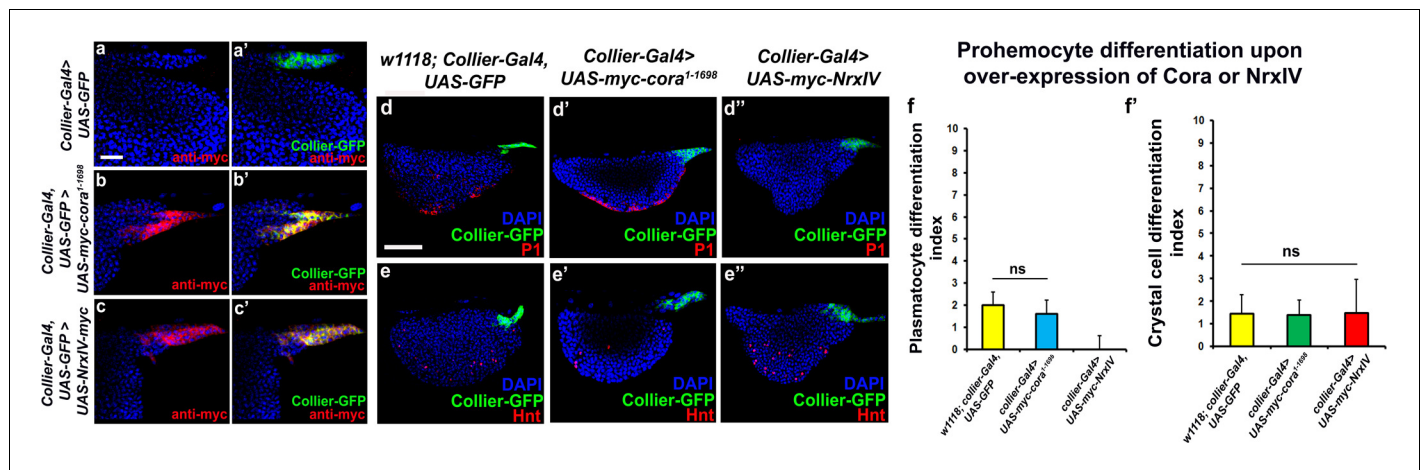 Collier-Gal4>
UAS-GFP
a
anti-myc
a'
Collier-GFP
anti-myc
Collier-Gal4,
UAS-GFP >
UAS-myc-cora1-1698
b
anti-myc
b'
Collier-GFP
anti-myc
Collier-Gal4,
UAS-GFP >
UAS-NrxIV-myc
c
anti-myc
c'
Collier-GFP
anti-myc
w1118; Collier-Gal4,
UAS-GFP
Collier-Gal4>
UAS-myc-cora1-1698
Collier-Gal4>
UAS-myc-NrxIV
d
DAPI
Collier-GFP
P1
d'
DAPI
Collier-GFP
P1
d''
DAPI
Collier-GFP
P1
e
DAPI
Collier-GFP
Hnt
e'
DAPI
Collier-GFP
Hnt
e''
DAPI
Collier-GFP
Hnt
Prohemocyte differentiation upon
over-expression of Cora or NrxIV
f
Plasmatocyte differentiation
index
10
9
8
7
6
5
4
3
2
1
0
ns
w1118; collier-Gal4,
UAS-GFP
collier-Gal4>
UAS-myc-cora1-1698
collier-Gal4>
UAS-myc-NrxIV
f'
Crystal cell differentiation
index
10
9
8
7
6
5
4
3
2
1
0
ns
w1118; collier-Gal4,
UAS-GFP
collier-Gal4>
UAS-myc-cora1-1698
collier-Gal4>
UAS-myc-NrxIV